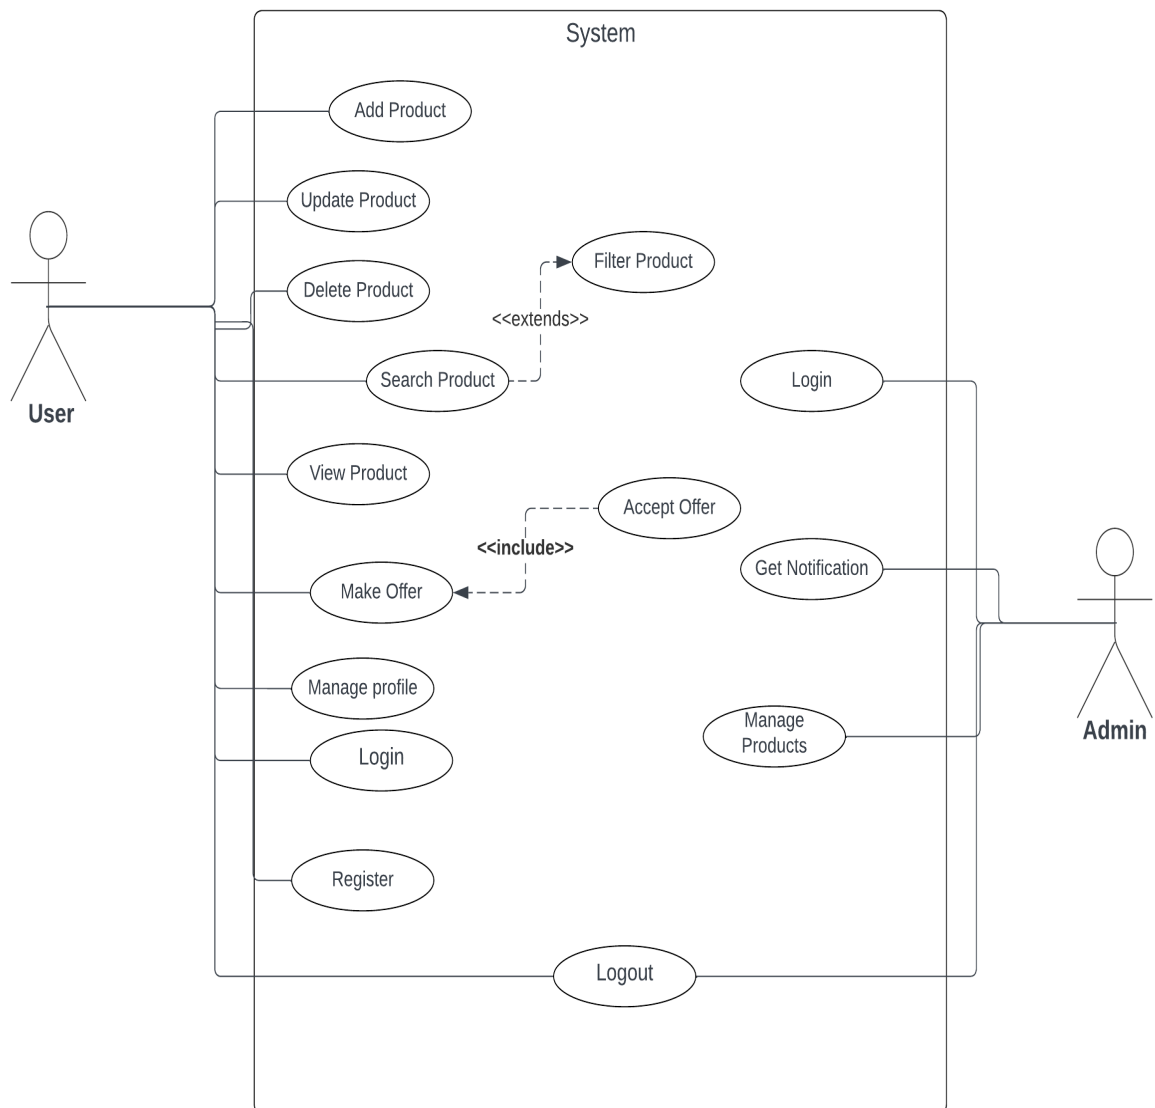 System
Add Product
Update Product
Filter Product
Delete Product
<<extends>>
Search Product
Login
User
View Product
Accept Offer
<<include>>
Get Notification
Make Offer
Manage profile
Manage
Products
Admin
Login
Register
Logout